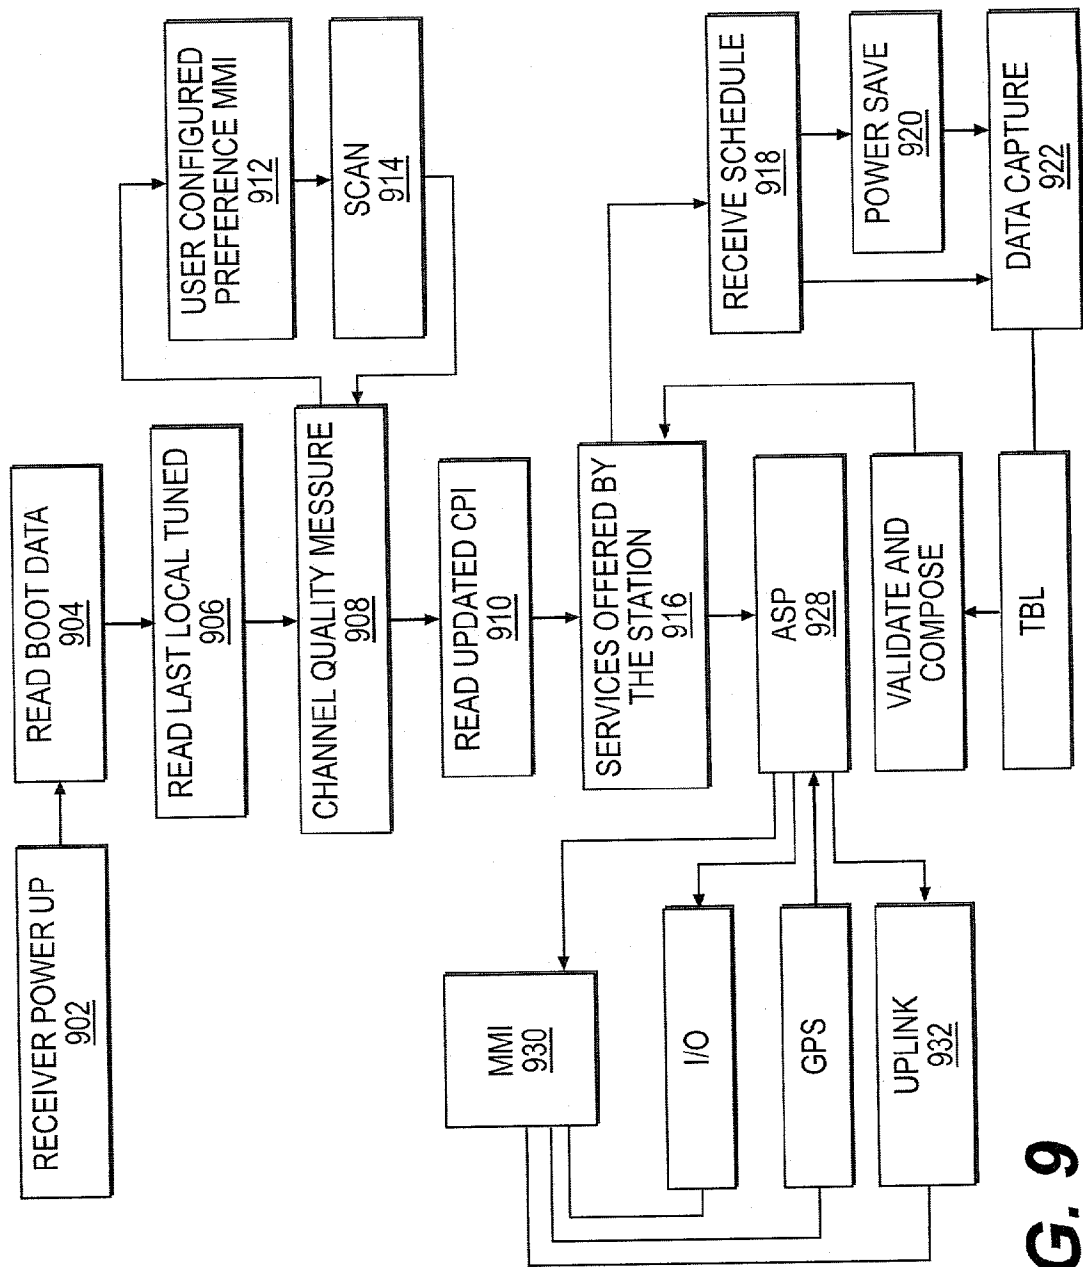 RECEIVER POWER UP
902
READ BOOT DATA
904
READ LAST LOCAL TUNED
906
CHANNEL QUALITY MESSURE
908
USER CONFIGURED
PREFERENCE MMI
912
SCAN
914
READ UPDATED CPI
910
SERVICES OFFERED BY
THE STATION
916
RECEIVE SCHEDULE
918
POWER SAVE
920
DATA CAPTURE
922
ASP
928
VALIDATE AND
COMPOSE
TBL
MMI
930
I/O
GPS
UPLINK
932
G. 9